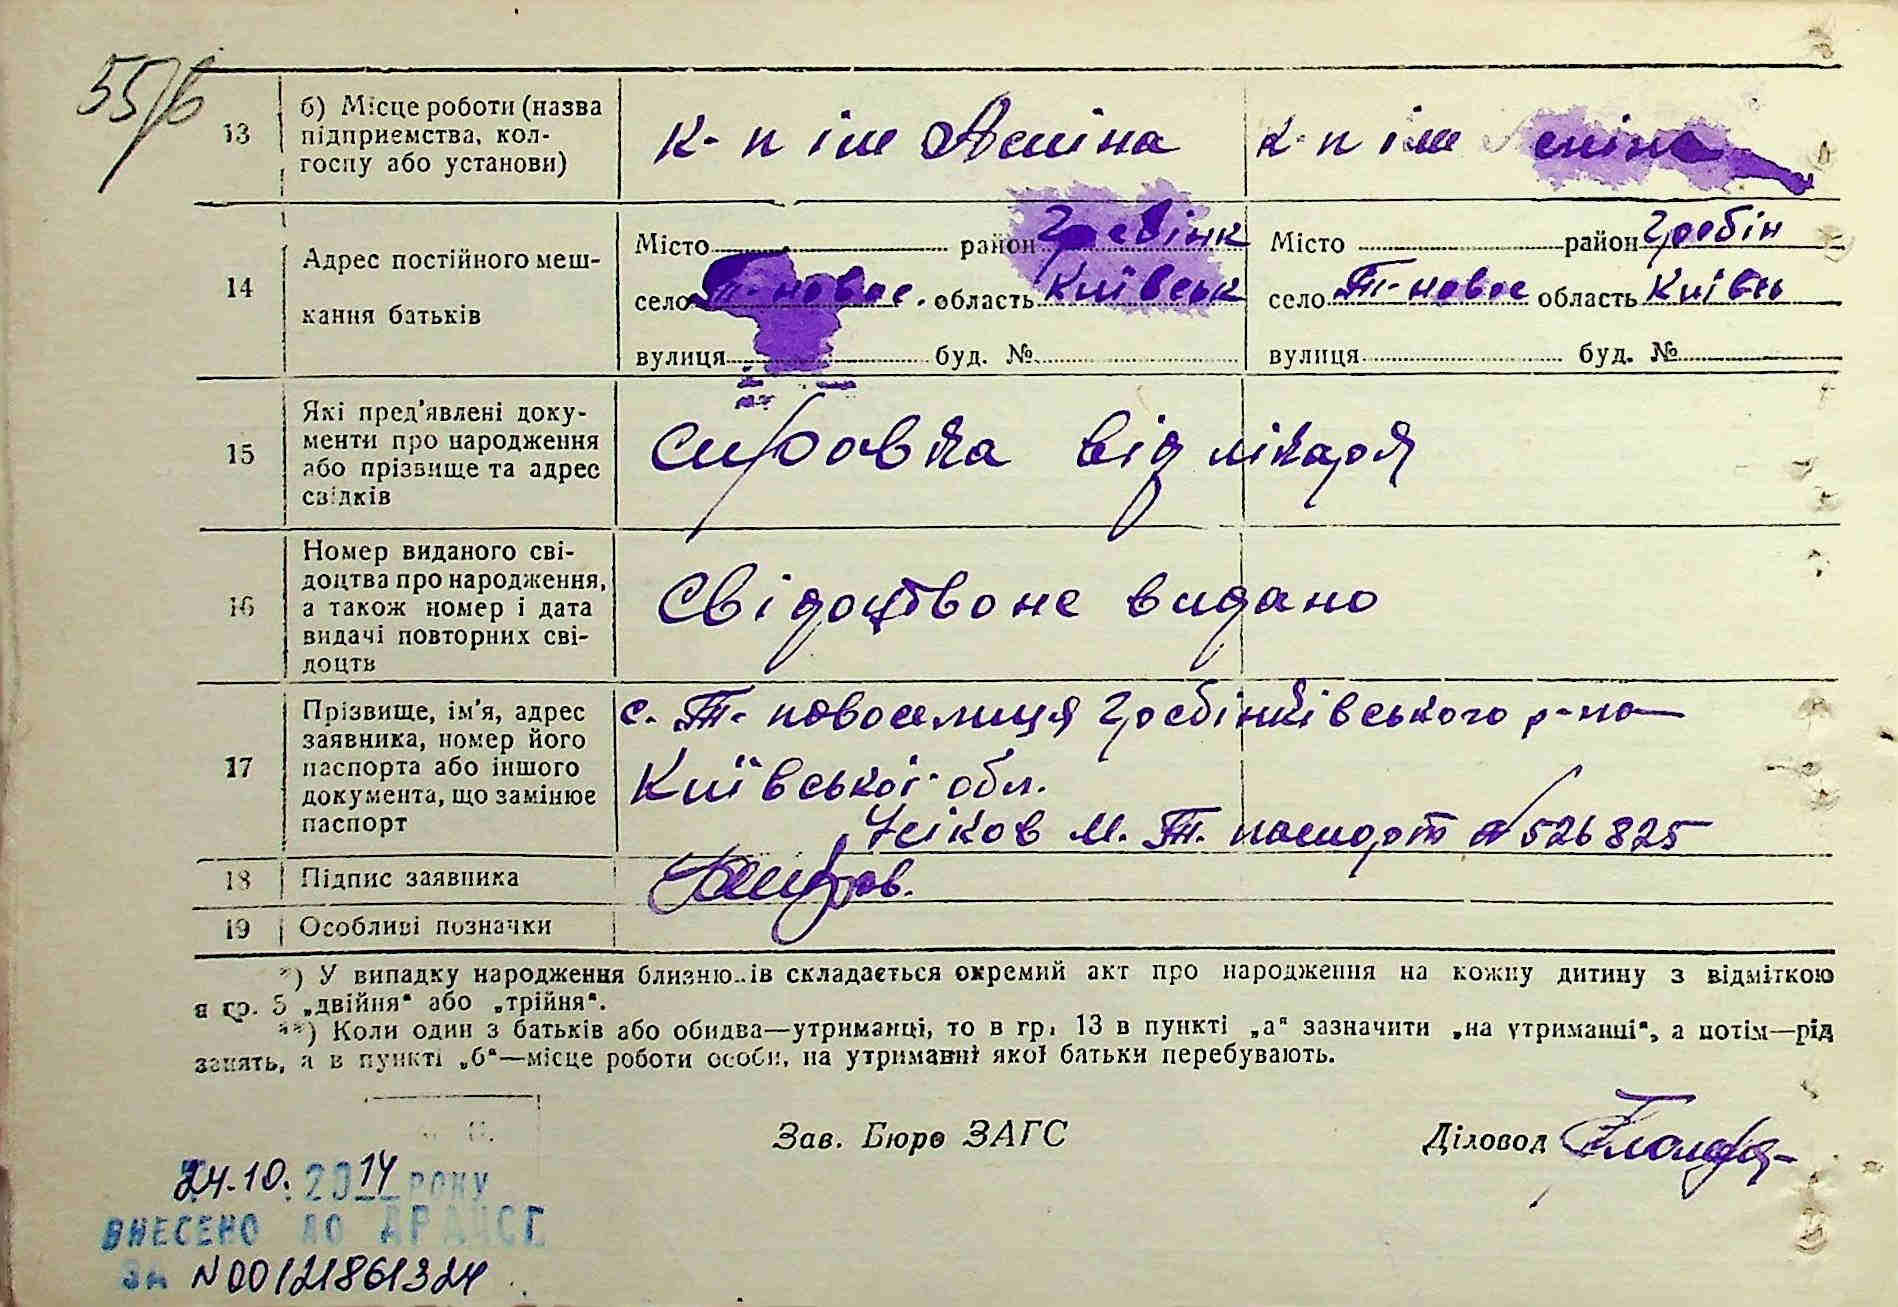 55/6
13
б) Місце роботи (назва
підприємства, кол-
госпу або установи)
к-п ім Леніна
к-п ім Леніна
14
Адрес постійного меш-
кання батьків
Місто район Гребінк
село Т-новос. область Київськ
вулиця буд. №
Місто район Гребін
село Т-новос область Київсь
вулиця буд. №
15
Які пред'явлені доку-
менти про народження
або прізвище та адрес
свідків
справка від лікаря
16
Номер виданого сві-
доцтва про народження,
а також номер і дата
видачі повторних сві-
доцтв
Свідоцтво не видано
17
Прізвище, ім'я, адрес
заявника, номер його
паспорта або іншого
документа, що замінює
паспорт
с. Т. новоселиця Гребінківського р-на
Київської обл.
М. Т. паспорт № 526825
18
Підпис заявника
19
Особливі позначки
*) У випадку народження близнюків складається окремий акт про народження на кожну дитину з відміткою
в гр. 5 „двійня“ або „трійня“.
**) Коли один з батьків або обидва—утриманці, то в гр. 13 в пункті „а“ зазначити „на утриманні“, а потім—рід
занять, а в пункті „б“—місце роботи особи, на утриманні якої батьки перебувають.
Зав. Бюро ЗАГС
Діловод
24.10. 2014 РОКУ
ВНЕСЕНО ДО ДРАЦСГ
ЗА N 00121861324